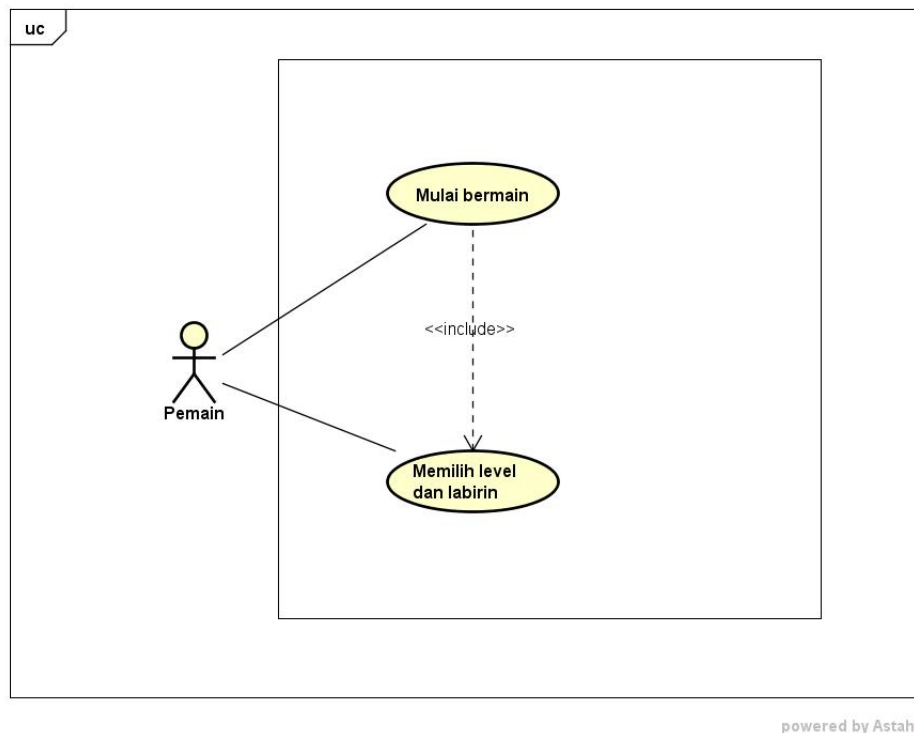 uc
Mulai bermain
<<include>>
Pemain
Memilih level
dan labirin
powered by Astah